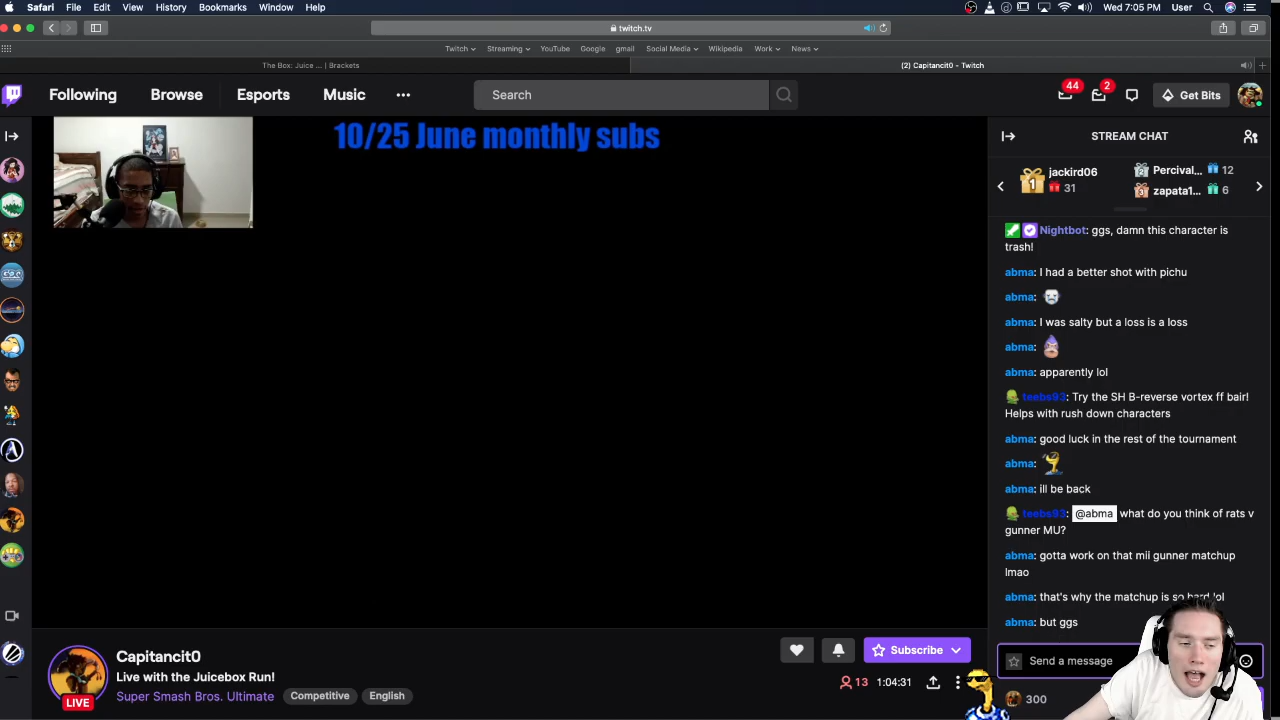 Safari File Edit View History Bookmarks Window Help
Wed 7:05 PM User
twitch.tv
Twitch Streaming YouTube Google gmail Social Media Wikipedia Work News
The Box: Juice ... | Brackets
(2) Capitancit0 - Twitch
Following Browse Esports Music
Search
44
2
Get Bits
10/25 June monthly subs
STREAM CHAT
1
jackird06
31
2
Percival... 12
3
zapata1... 6
Nightbot: ggs, damn this character is
trash!
abma: I had a better shot with pichu
abma:
abma: I was salty but a loss is a loss
abma:
abma: apparently lol
teebs93: Try the SH B-reverse vortex ff bair!
Helps with rush down characters
abma: good luck in the rest of the tournament
abma:
abma: ill be back
teebs93: @abma what do you think of rats v
gunner MU?
abma: gotta work on that mii gunner matchup
lmao
abma: that's why the matchup is so hard lol
abma: but ggs
Send a message
300
Capitancit0
Live with the Juicebox Run!
Super Smash Bros. Ultimate Competitive English
LIVE
Subscribe
13 1:04:31